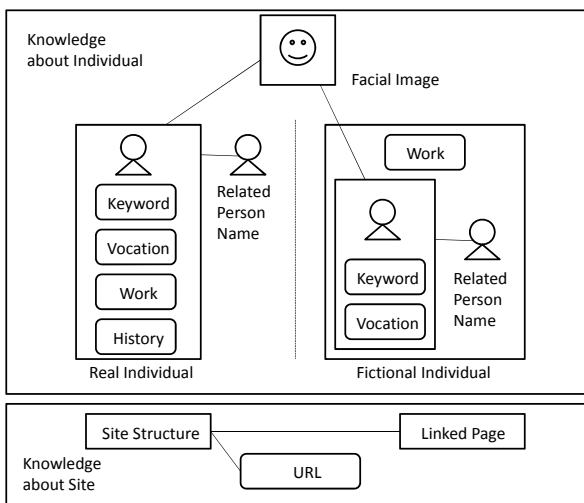 Knowledge
about Individual
Facial Image
Keyword
Vocation
Work
History
Related
Person
Name
Real Individual
Work
Keyword
Vocation
Related
Person
Name
Fictional Individual
Site Structure
Linked Page
URL
Knowledge
about Site